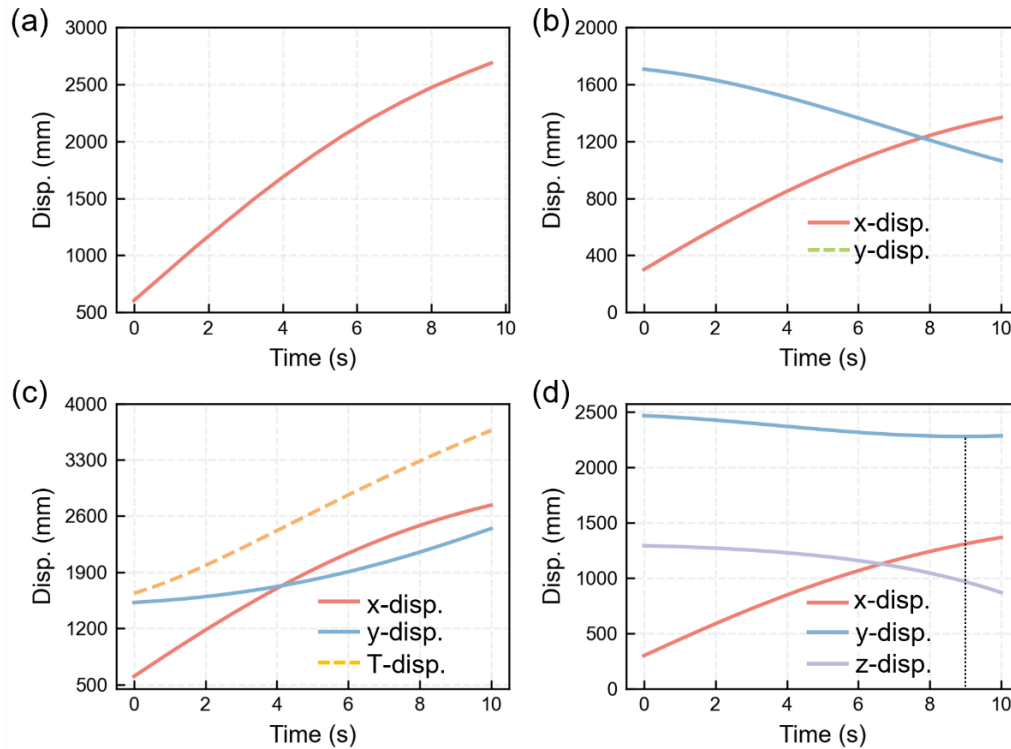 (a)
3000
2500
2000
1500
1000
500
Disp. (mm)
0 2 4 6 8 10
Time (s)
(b)
2000
1600
1200
800
400
0
Disp. (mm)
x-disp.
y-disp.
0 2 4 6 8 10
Time (s)
(c)
4000
3300
2600
1900
1200
500
Disp. (mm)
x-disp.
y-disp.
T-disp.
0 2 4 6 8 10
Time (s)
(d)
2500
2000
1500
1000
500
0
Disp. (mm)
x-disp.
y-disp.
z-disp.
0 2 4 6 8 10
Time (s)